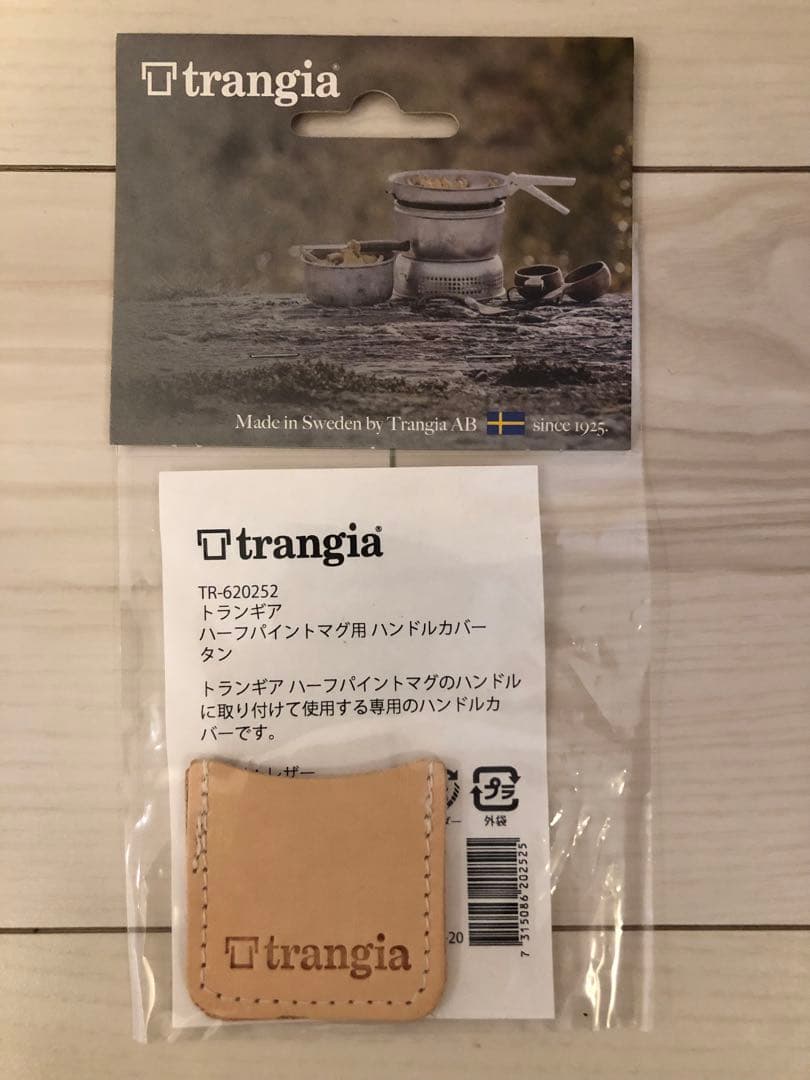 trangia
Made in Sweden by Trangia AB since 1925.
trangia
TR-620252
トランギア
ハーフパイントマグ用 ハンドルカバー
タン
トランギア ハーフパイントマグのハンドル
に取り付けて使用する専用のハンドルカ
バーです。
レザー
プラ
外袋
-20
7 315086 202525
trangia